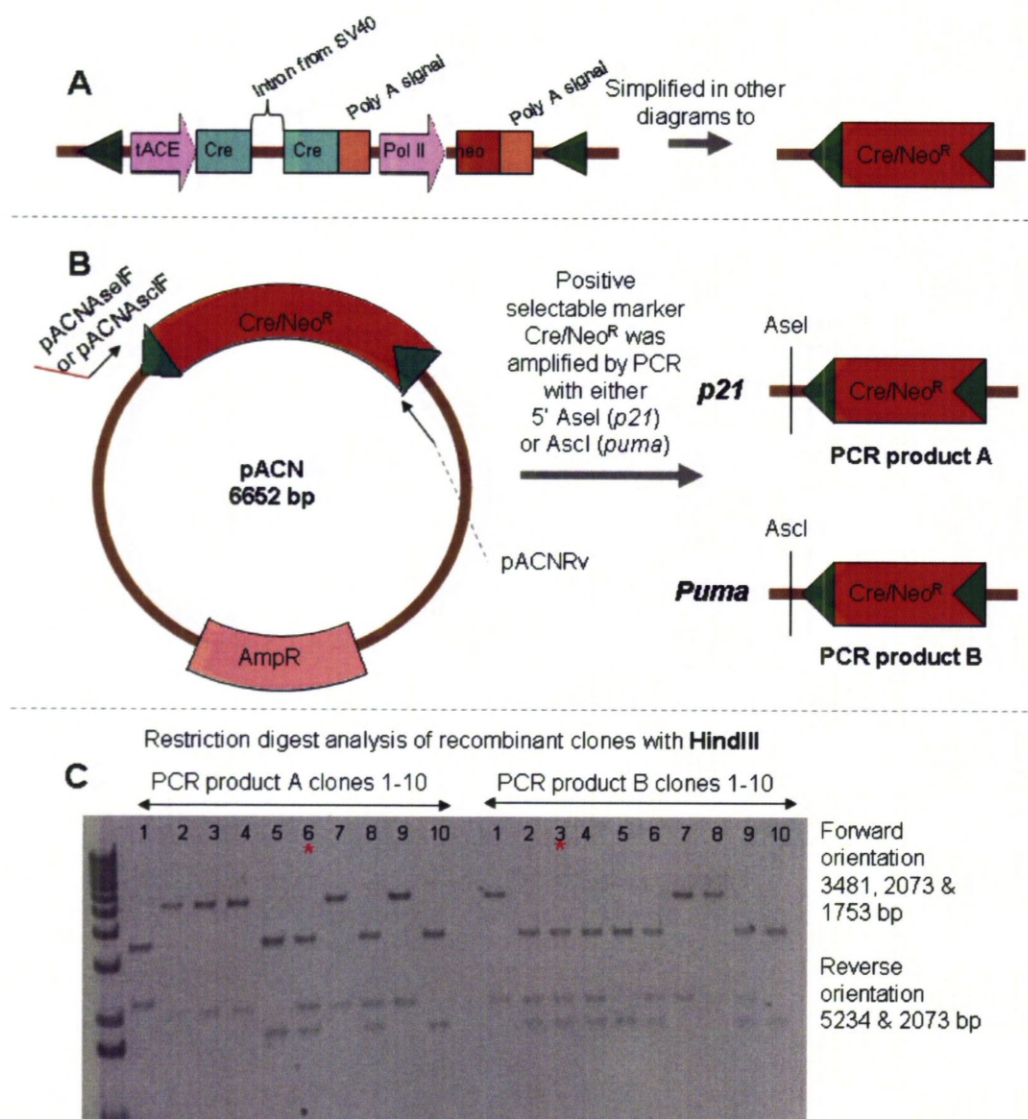 A
Intron from SV40
Poly A signal
Poly A signal
tACE
Cre
Cre
Pol II
neo
Simplified in other
diagrams to
Cre/Neo^R
B
pACNAseIF
or pACNAscIF
Cre/Neo^R
pACN
6652 bp
AmpR
pACNRv
Positive
selectable marker
Cre/Neo^R was
amplified by PCR
with either
5' AseI (p21)
or AscI (puma)
AseI
p21
Cre/Neo^R
PCR product A
AscI
Puma
Cre/Neo^R
PCR product B
Restriction digest analysis of recombinant clones with HindIII
C
PCR product A clones 1-10
PCR product B clones 1-10
1 2 3 4 5 6 7 8 9 10
* 
1 2 3 4 5 6 7 8 9 10
*
Forward
orientation
3481, 2073 &
1753 bp
Reverse
orientation
5234 & 2073 bp